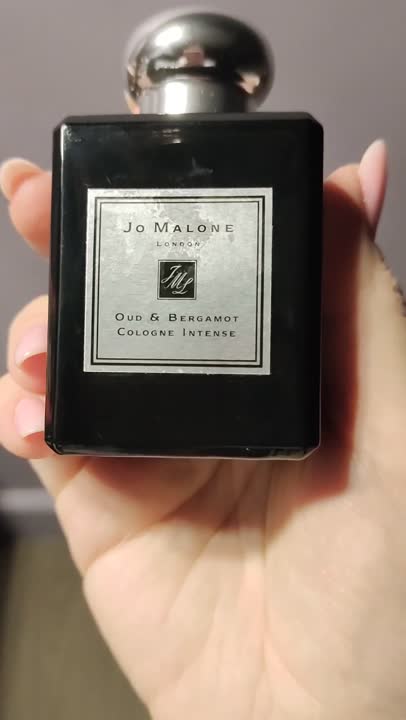 Jo Malone
London
JML
Oud & Bergamot
Cologne Intense